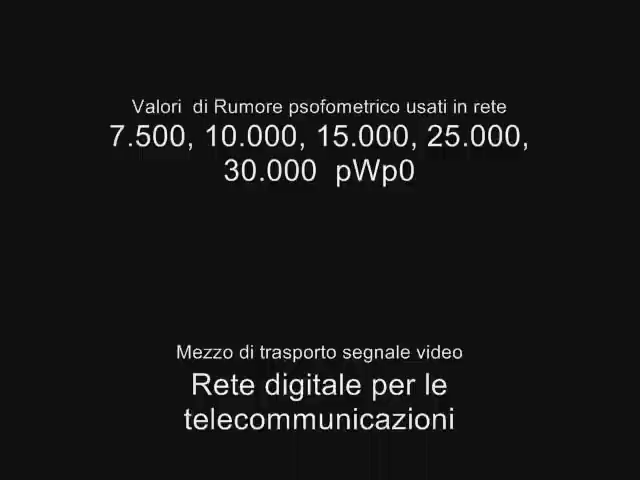 Valori  di Rumore psofometrico usati in rete
7.500, 10.000, 15.000, 25.000,
30.000  pWp0
Mezzo di trasporto segnale video
Rete digitale per le
telecommunicazioni